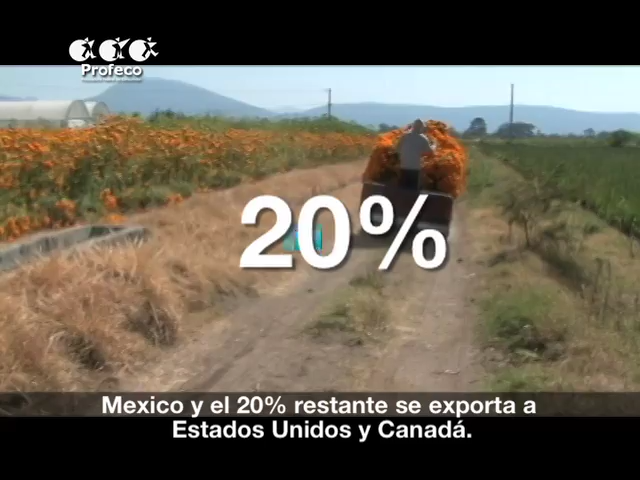 Profeco
20%
Mexico y el 20% restante se exporta a
Estados Unidos y Canadá.